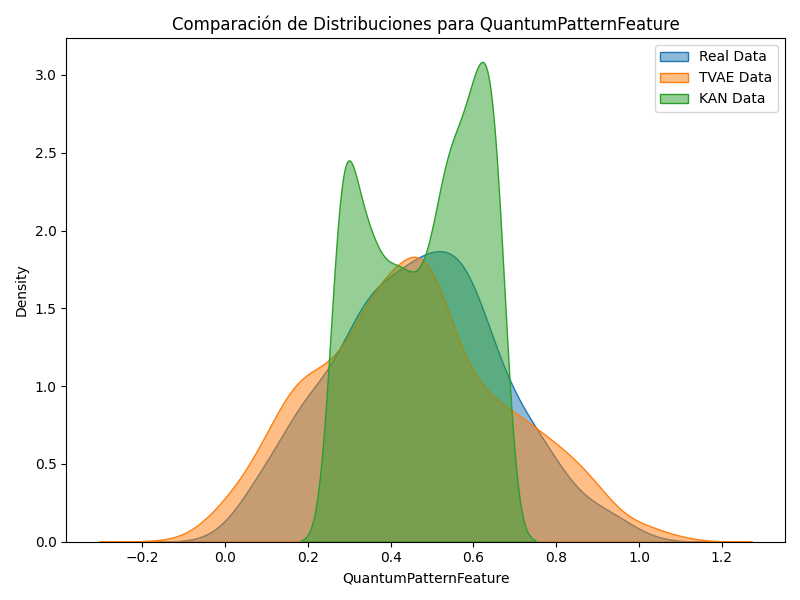 Comparación de Distribuciones para QuantumPatternFeature
Real Data
TVAE Data
KAN Data
Density
3.0
2.5
2.0
1.5
1.0
0.5
0.0
−0.2 0.0 0.2 0.4 0.6 0.8 1.0 1.2
QuantumPatternFeature